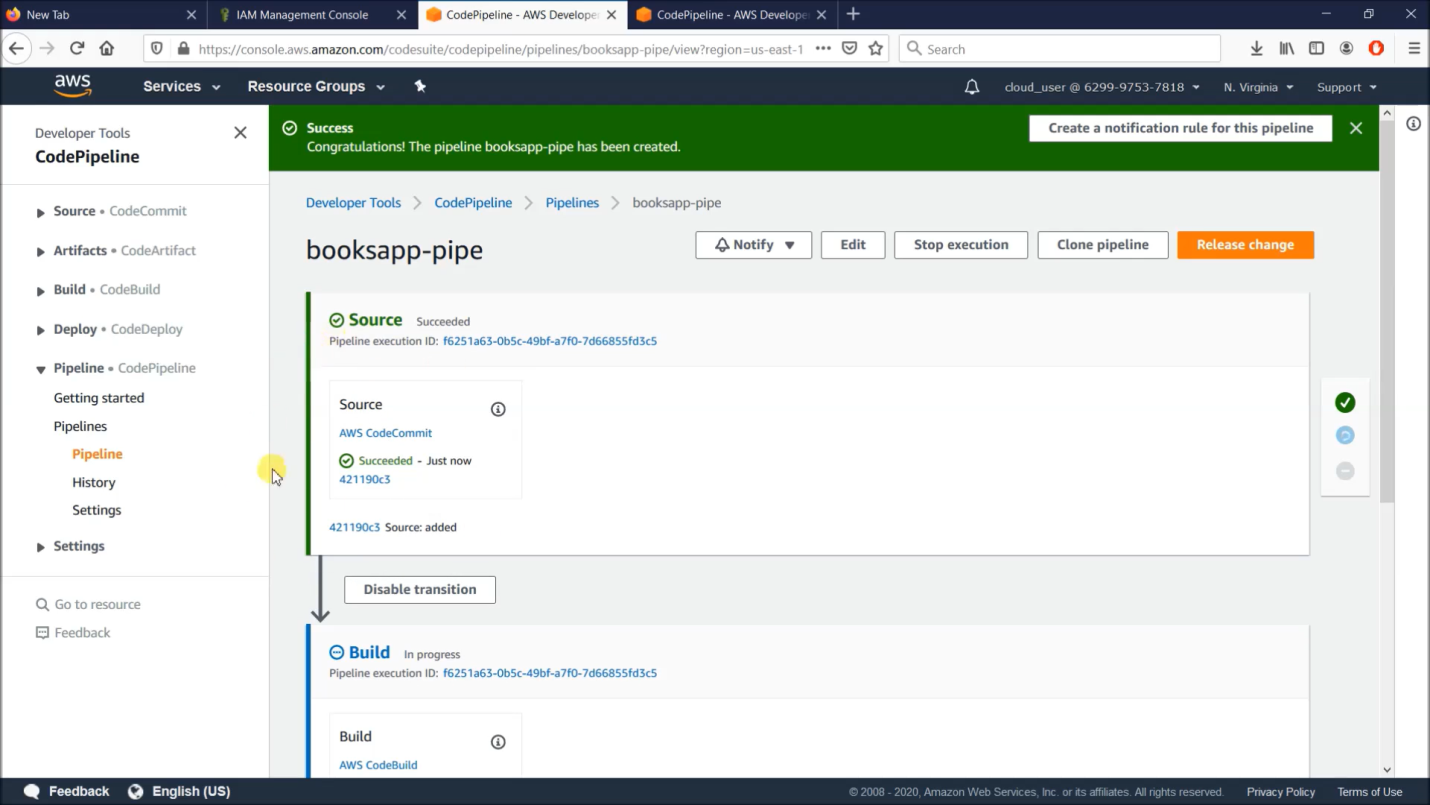 New Tab
IAM Management Console
CodePipeline - AWS Develope
CodePipeline - AWS Develope
https://console.aws.amazon.com/codesuite/codepipeline/pipelines/booksapp-pipe/view?region=us-east-1
Search
aws
Services
Resource Groups
cloud_user @ 6299-9753-7818
N. Virginia
Support
Developer Tools
CodePipeline
Source • CodeCommit
Artifacts • CodeArtifact
Build • CodeBuild
Deploy • CodeDeploy
Pipeline • CodePipeline
Getting started
Pipelines
Pipeline
History
Settings
Settings
Go to resource
Feedback
Success
Congratulations! The pipeline booksapp-pipe has been created.
Create a notification rule for this pipeline
Developer Tools
CodePipeline
Pipelines
booksapp-pipe
booksapp-pipe
Notify
Edit
Stop execution
Clone pipeline
Release change
Source Succeeded
Pipeline execution ID: f6251a63-0b5c-49bf-a7f0-7d66855fd3c5
Source
AWS CodeCommit
Succeeded - Just now
421190c3
421190c3 Source: added
Disable transition
Build In progress
Pipeline execution ID: f6251a63-0b5c-49bf-a7f0-7d66855fd3c5
Build
AWS CodeBuild
Feedback
English (US)
© 2008 - 2020, Amazon Web Services, Inc. or its affiliates. All rights reserved.
Privacy Policy
Terms of Use